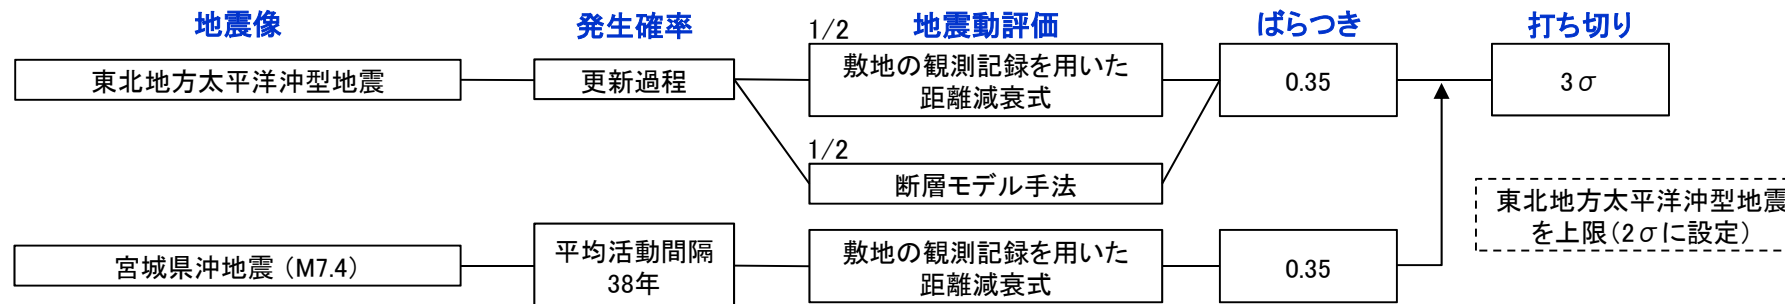 地震像
発生確率
地震動評価
ばらつき
打ち切り
東北地方太平洋沖型地震
更新過程
1/2
敷地の観測記録を用いた
距離減衰式
0.35
3σ
1/2
断層モデル手法
東北地方太平洋沖型地震
を上限(2σに設定)
宮城県沖地震 (M7.4)
平均活動間隔
38年
敷地の観測記録を用いた
距離減衰式
0.35